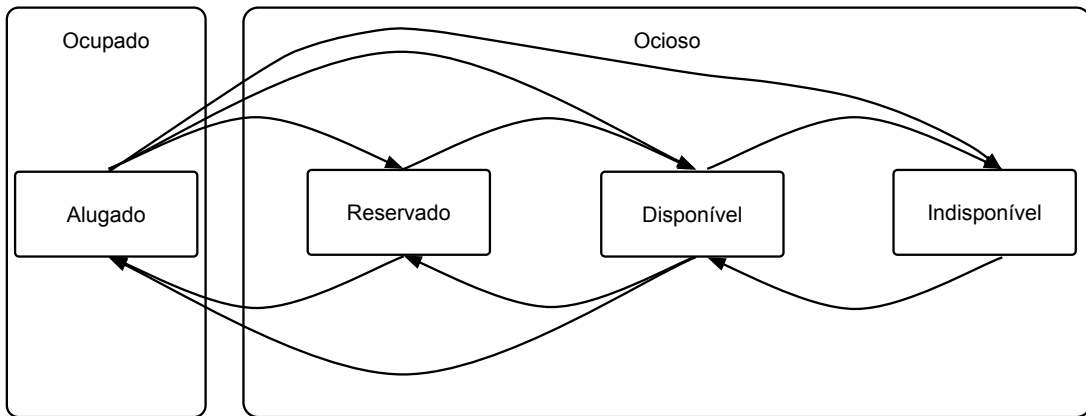 Ocupado
Ocioso
Alugado
Reservado
Disponível
Indisponível